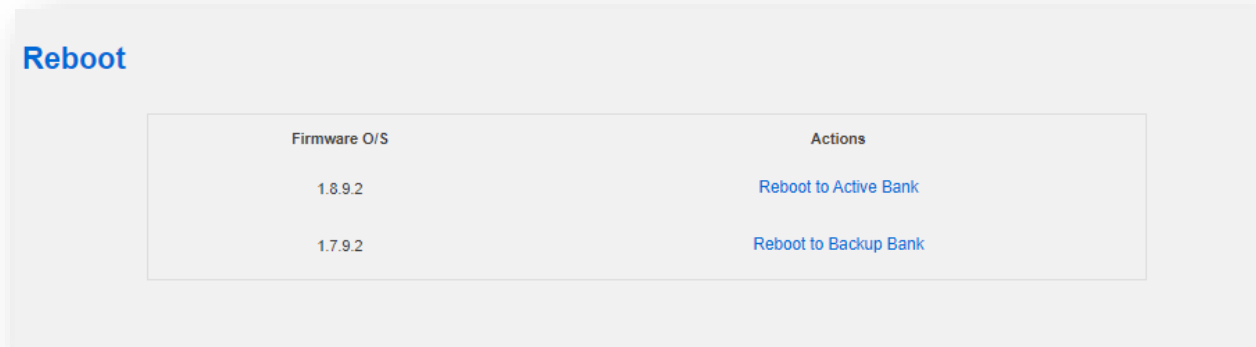 Reboot
Firmware O/S Actions
1.8.9.2 Reboot to Active Bank
1.7.9.2 Reboot to Backup Bank